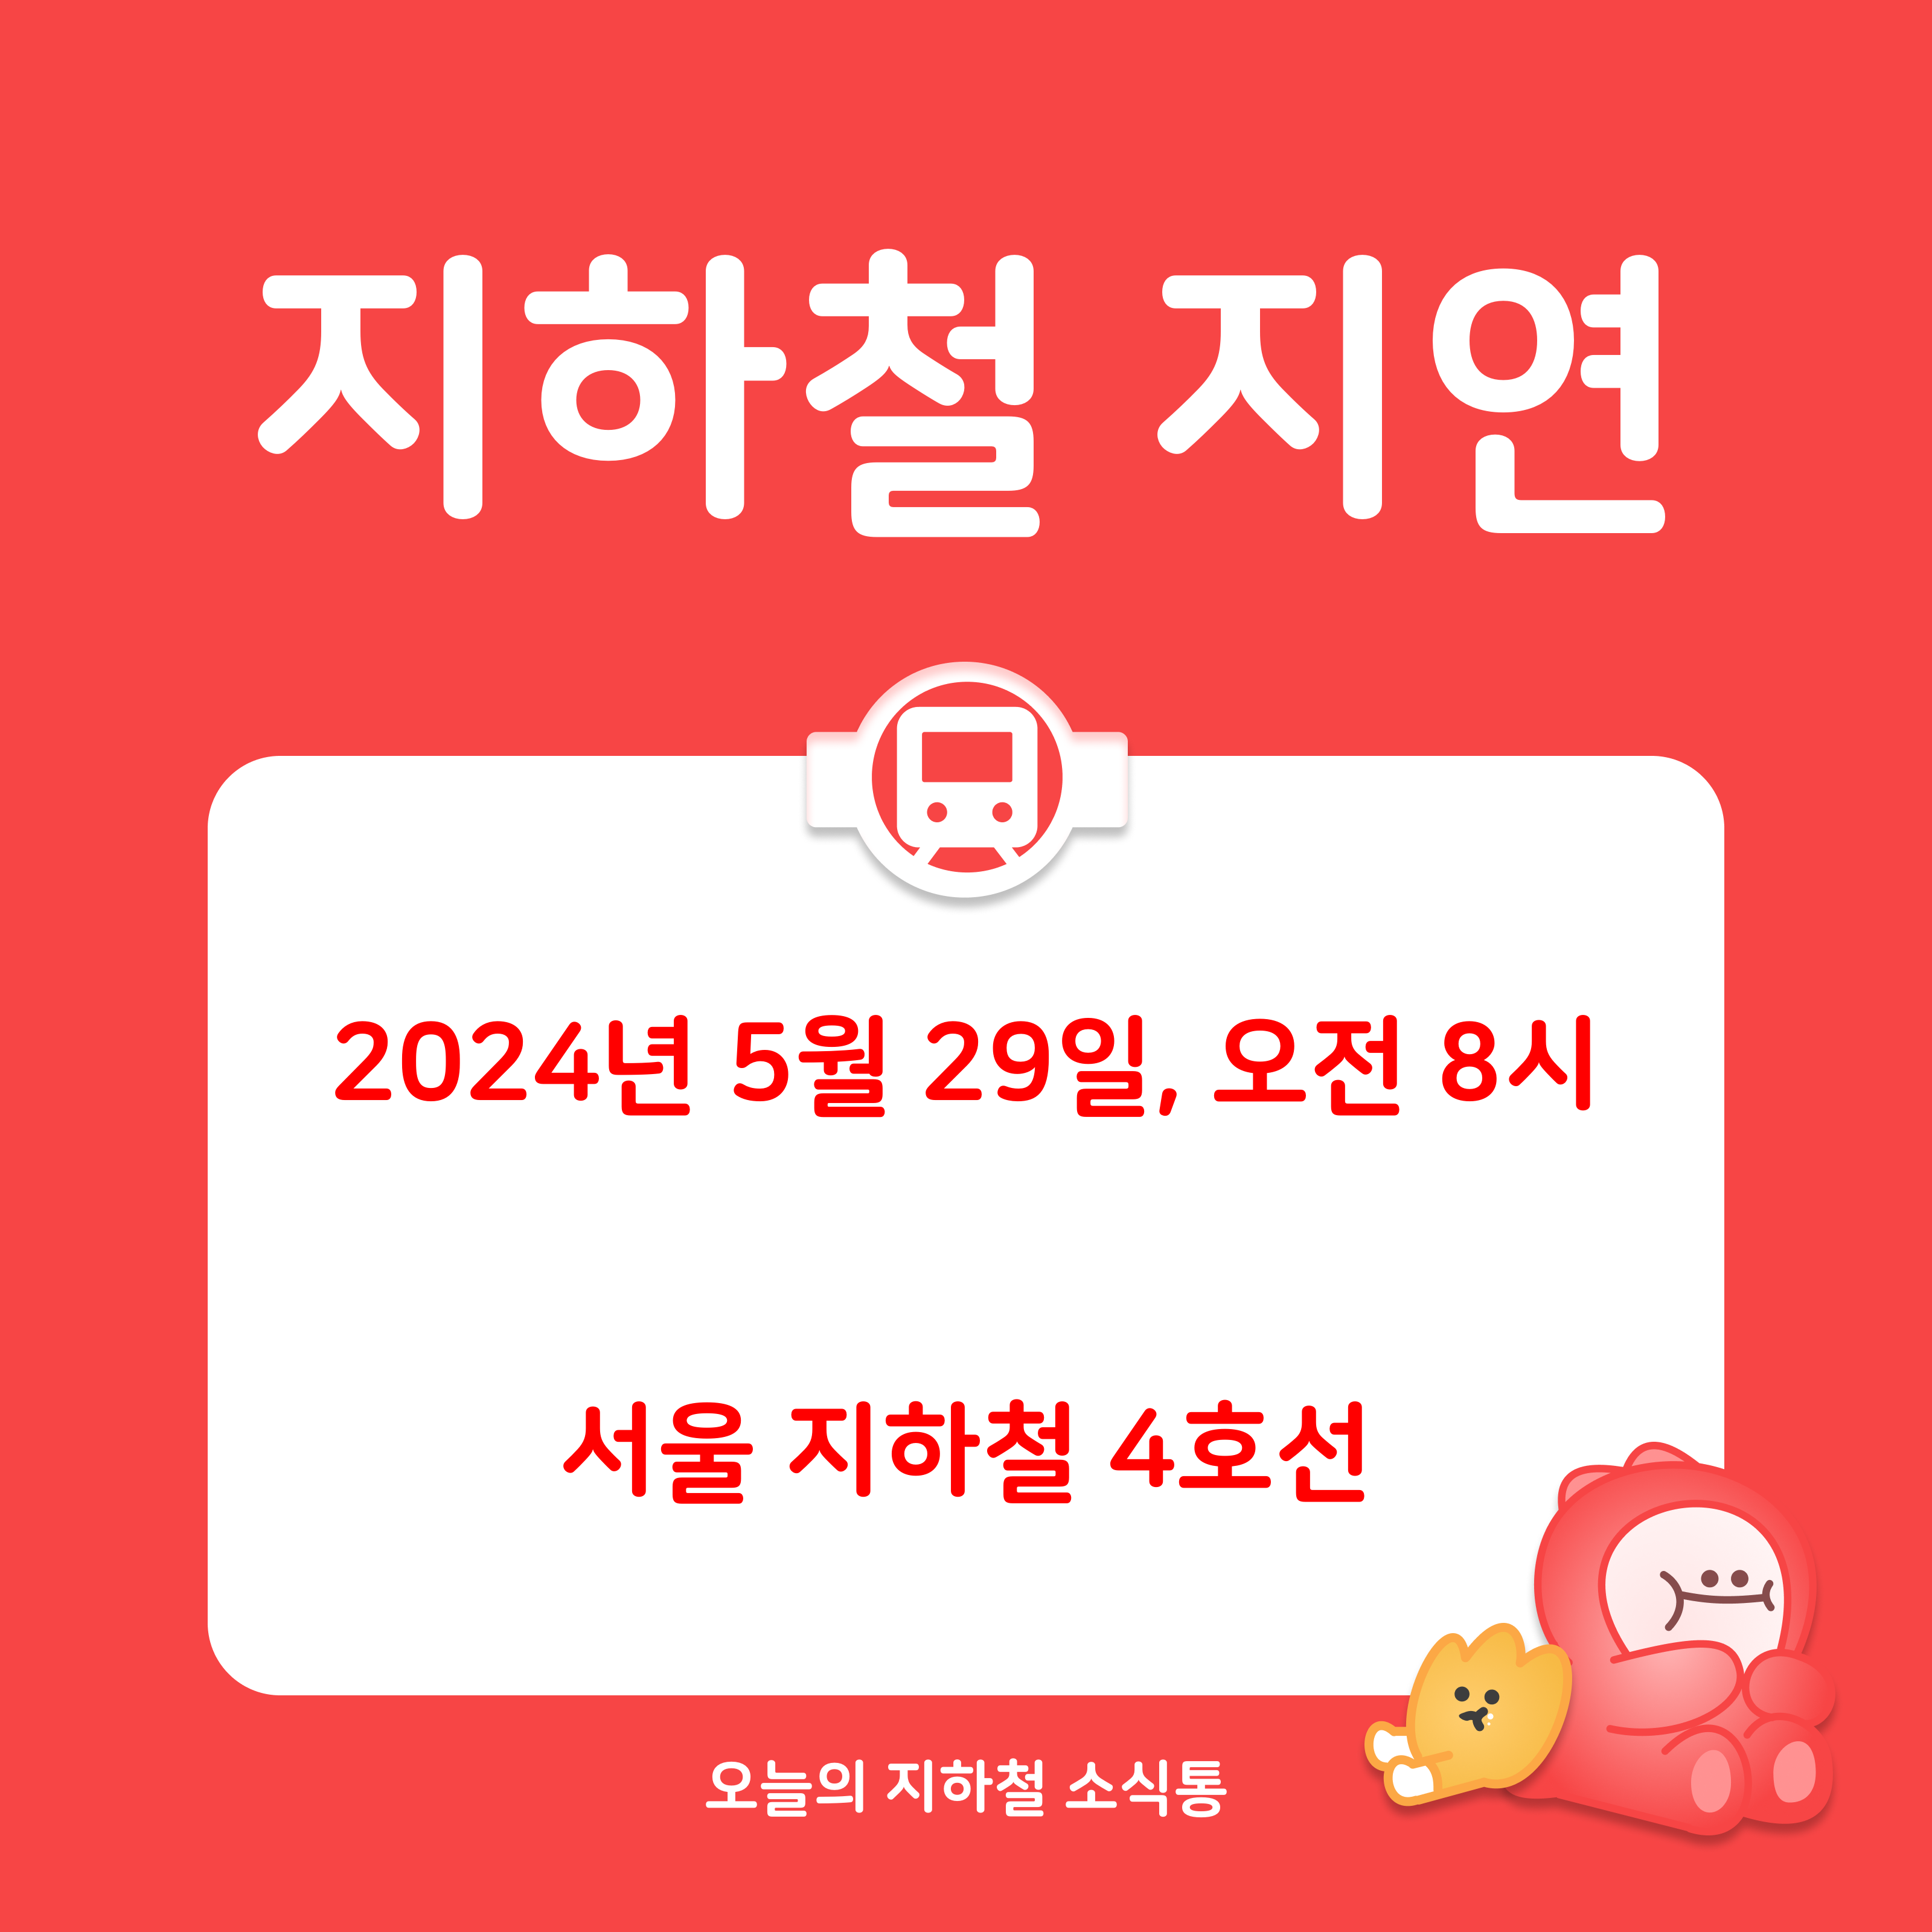 지하철 지연
2024년 5월 29일, 오전 8시
서울 지하철 4호선
오늘의 지하철 소식통